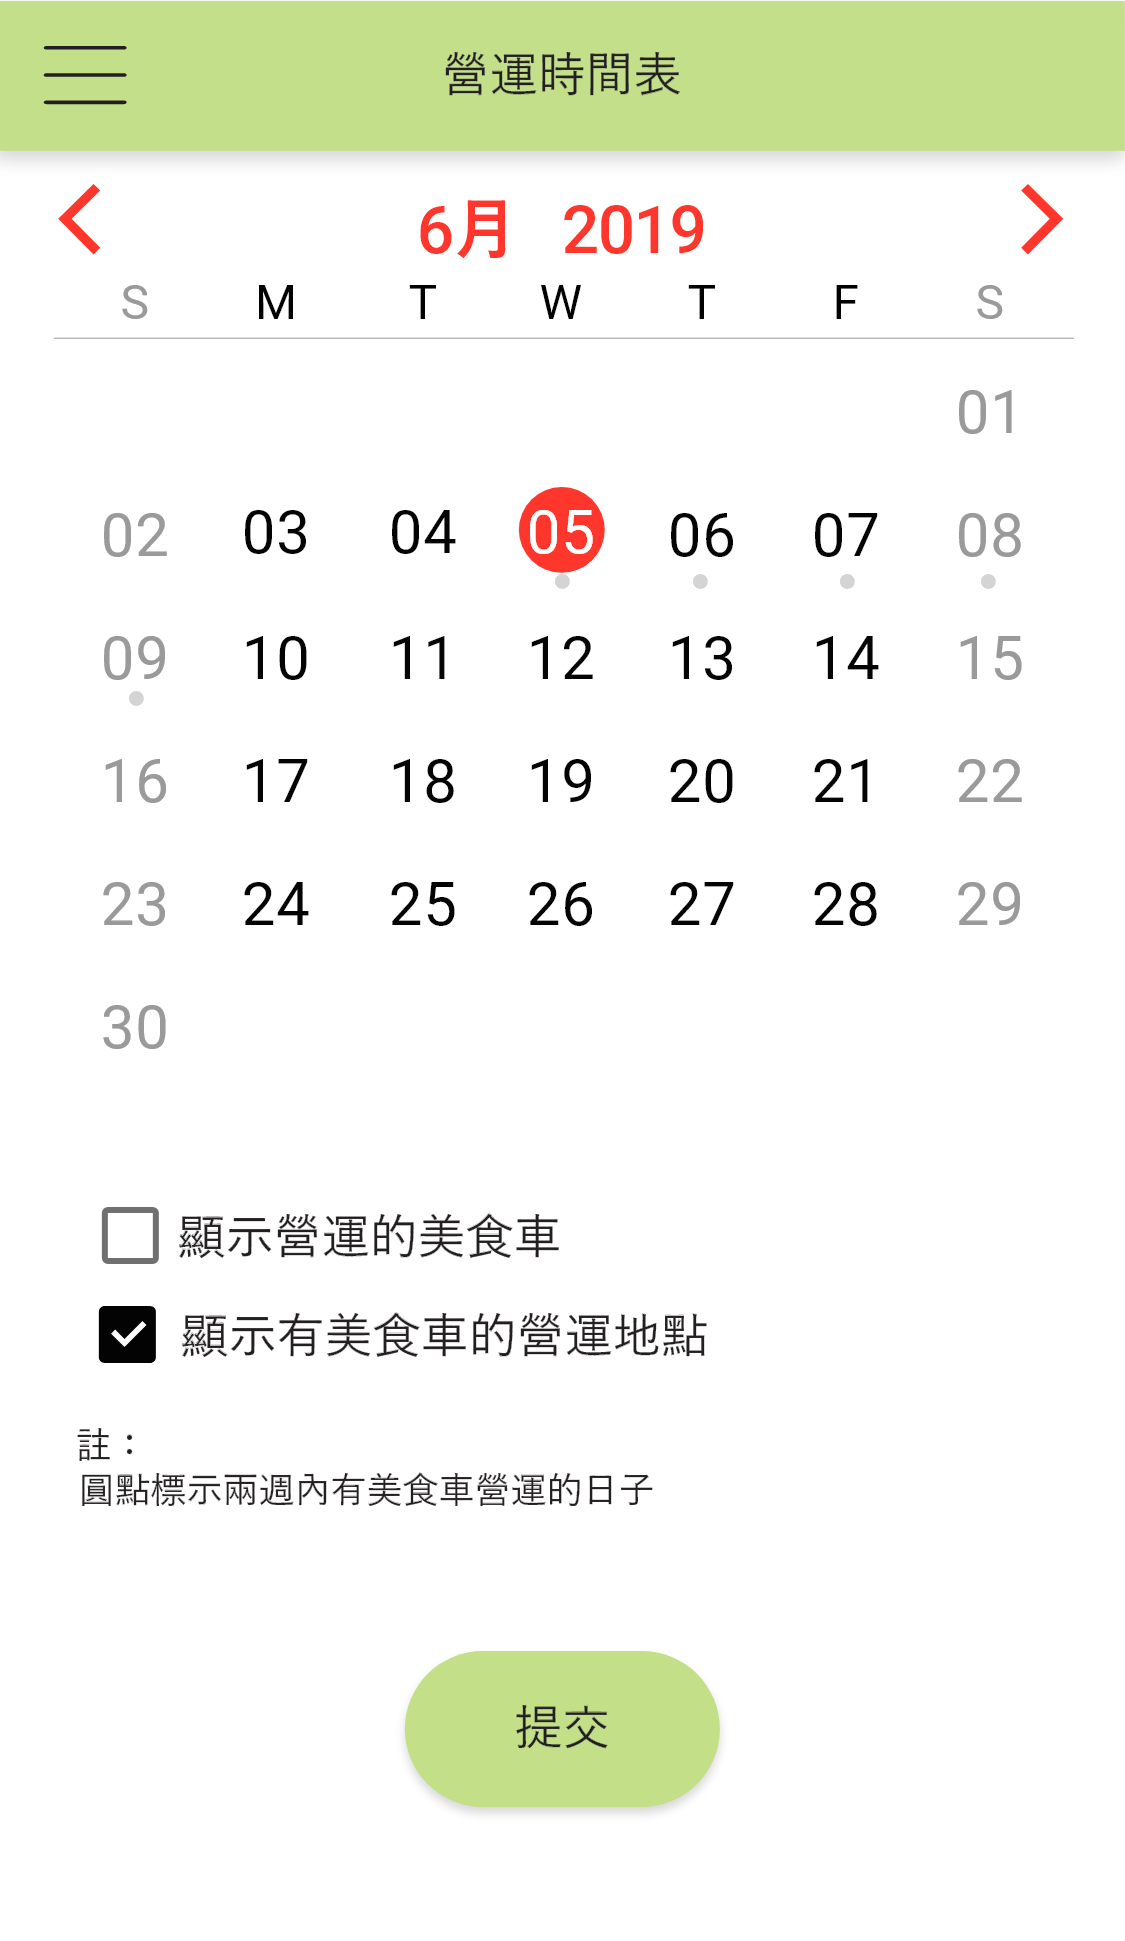 營運時間表
6月 2019
S M T W T F S
01
02 03 04 05 06 07 08
09 10 11 12 13 14 15
16 17 18 19 20 21 22
23 24 25 26 27 28 29
30
顯示營運的美食車
顯示有美食車的營運地點
註：
圓點標示兩週內有美食車營運的日子
提交